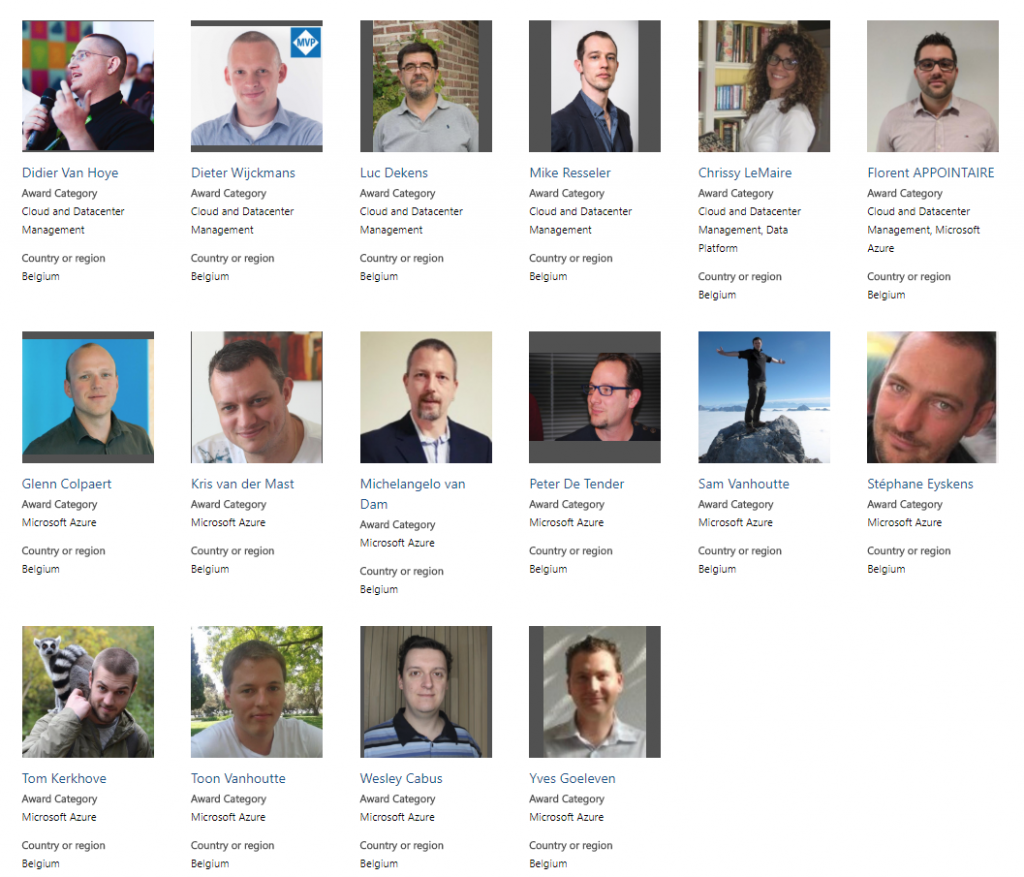 MVP
Didier Van Hoye
Award Category
Cloud and Datacenter
Management
Country or region
Belgium
Dieter Wijckmans
Award Category
Cloud and Datacenter
Management
Country or region
Belgium
Luc Dekens
Award Category
Cloud and Datacenter
Management
Country or region
Belgium
Mike Resseler
Award Category
Cloud and Datacenter
Management
Country or region
Belgium
Chrissy LeMaire
Award Category
Cloud and Datacenter
Management, Data
Platform
Country or region
Belgium
Florent APPOINTAIRE
Award Category
Cloud and Datacenter
Management, Microsoft
Azure
Country or region
Belgium
Glenn Colpaert
Award Category
Microsoft Azure
Country or region
Belgium
Kris van der Mast
Award Category
Microsoft Azure
Country or region
Belgium
Michelangelo van
Dam
Award Category
Microsoft Azure
Country or region
Belgium
Peter De Tender
Award Category
Microsoft Azure
Country or region
Belgium
Sam Vanhoutte
Award Category
Microsoft Azure
Country or region
Belgium
Stéphane Eyskens
Award Category
Microsoft Azure
Country or region
Belgium
Tom Kerkhove
Award Category
Microsoft Azure
Country or region
Belgium
Toon Vanhoutte
Award Category
Microsoft Azure
Country or region
Belgium
Wesley Cabus
Award Category
Microsoft Azure
Country or region
Belgium
Yves Goeleven
Award Category
Microsoft Azure
Country or region
Belgium